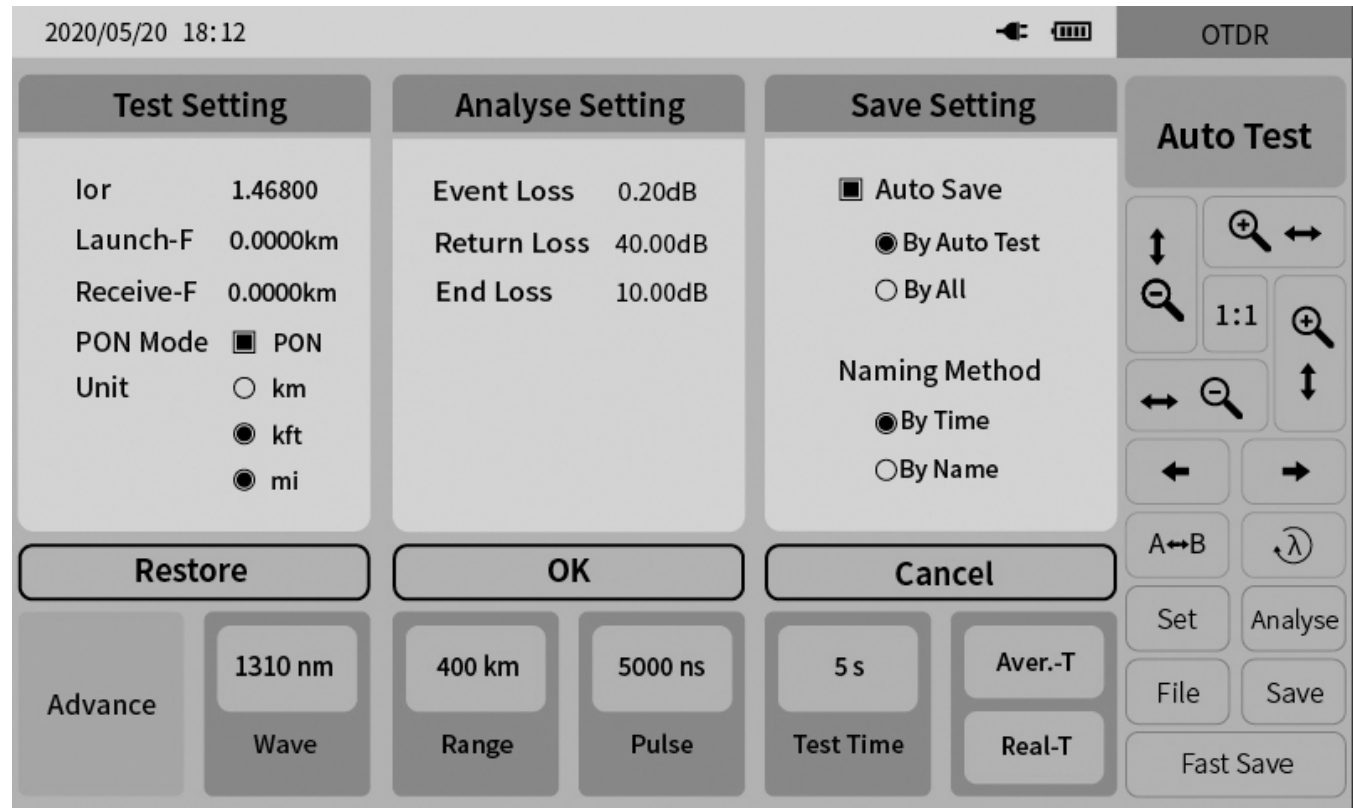 2020/05/20 18:12
OTDR
Test Setting
Ior 1.46800
Launch-F 0.0000km
Receive-F 0.0000km
PON Mode PON
Unit km
kft
mi
Analyse Setting
Event Loss 0.20dB
Return Loss 40.00dB
End Loss 10.00dB
Save Setting
Auto Save
By Auto Test
By All
Naming Method
By Time
By Name
Restore
OK
Cancel
Advance
1310 nm
Wave
400 km
Range
5000 ns
Pulse
5 s
Test Time
Aver.-T
Real-T
Auto Test
1:1
A↔B
λ
Set
Analyse
File
Save
Fast Save